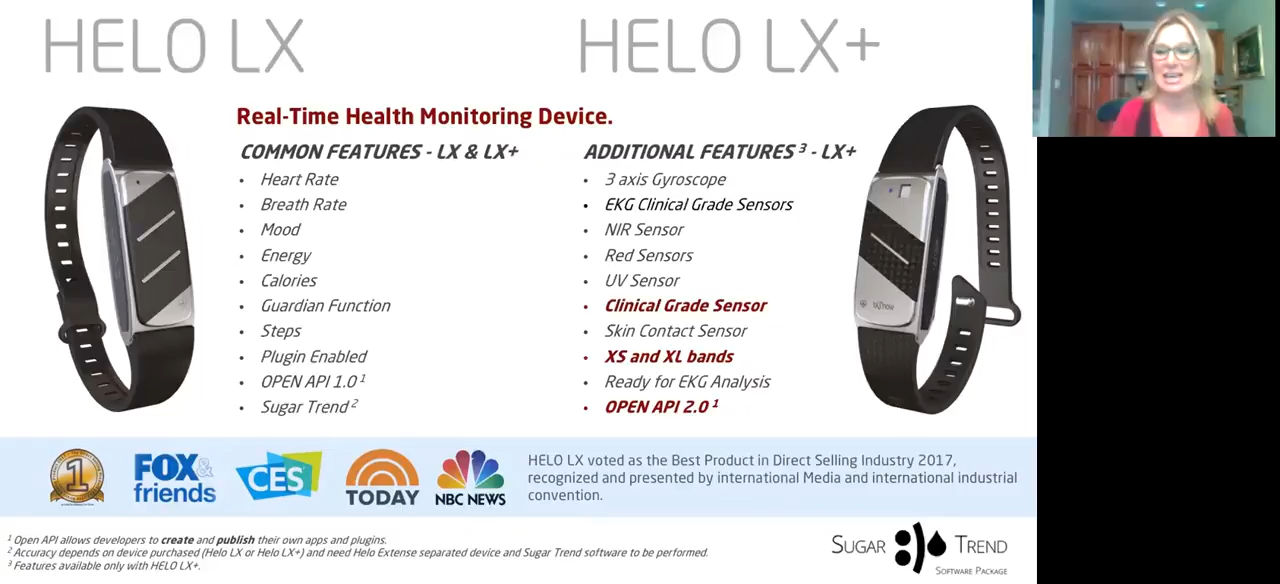 HELO LX
HELO LX+
Real-Time Health Monitoring Device.
COMMON FEATURES - LX & LX+
• Heart Rate
• Breath Rate
• Mood
• Energy
• Calories
• Guardian Function
• Steps
• Plugin Enabled
• OPEN API 1.0 1
• Sugar Trend 2
ADDITIONAL FEATURES 3 - LX+
• 3 axis Gyroscope
• EKG Clinical Grade Sensors
• NIR Sensor
• Red Sensors
• UV Sensor
• Clinical Grade Sensor
• Skin Contact Sensor
• XS and XL bands
• Ready for EKG Analysis
• OPEN API 2.0 1
1
FOX & friends
CES
TODAY
NBC NEWS
HELO LX voted as the Best Product in Direct Selling Industry 2017,
recognized and presented by international Media and international industrial
convention.
1 Open API allows developers to create and publish their own apps and plugins.
2 Accuracy depends on device purchased (Helo LX or Helo LX+) and need Helo Extense separated device and Sugar Trend software to be performed.
3 Features available only with HELO LX+.
SUGAR TREND
SOFTWARE PACKAGE